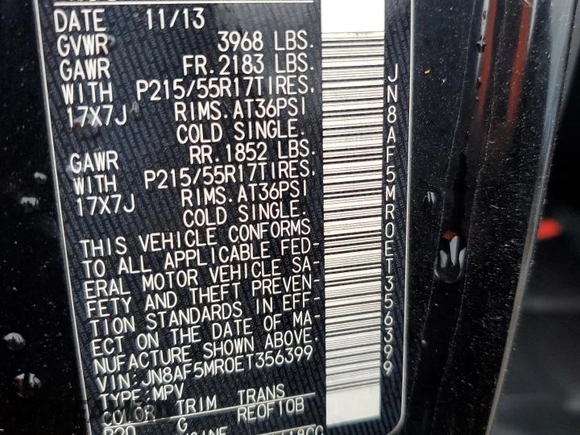 DATE 11/13
GVWR 3968 LBS.
GAWR FR.2183 LBS.
WITH P215/55R17TIRES.
17X7J RIMS.AT36PSI
COLD SINGLE.
GAWR RR.1852 LBS.
WITH P215/55R17TIRES.
17X7J RIMS.AT36PSI
COLD SINGLE.
THIS VEHICLE CONFORMS
TO ALL APPLICABLE FED-
ERAL MOTOR VEHICLE SA-
FETY AND THEFT PREVEN-
TION STANDARDS IN EFF-
ECT ON THE DATE OF MA-
NUFACTURE SHOWN ABOVE.
VIN:JN8AF5MR0ET356399
TYPE:MPV
COLOR TRIM TRANS
G RE0F10B
JN8AF5MR0ET356399